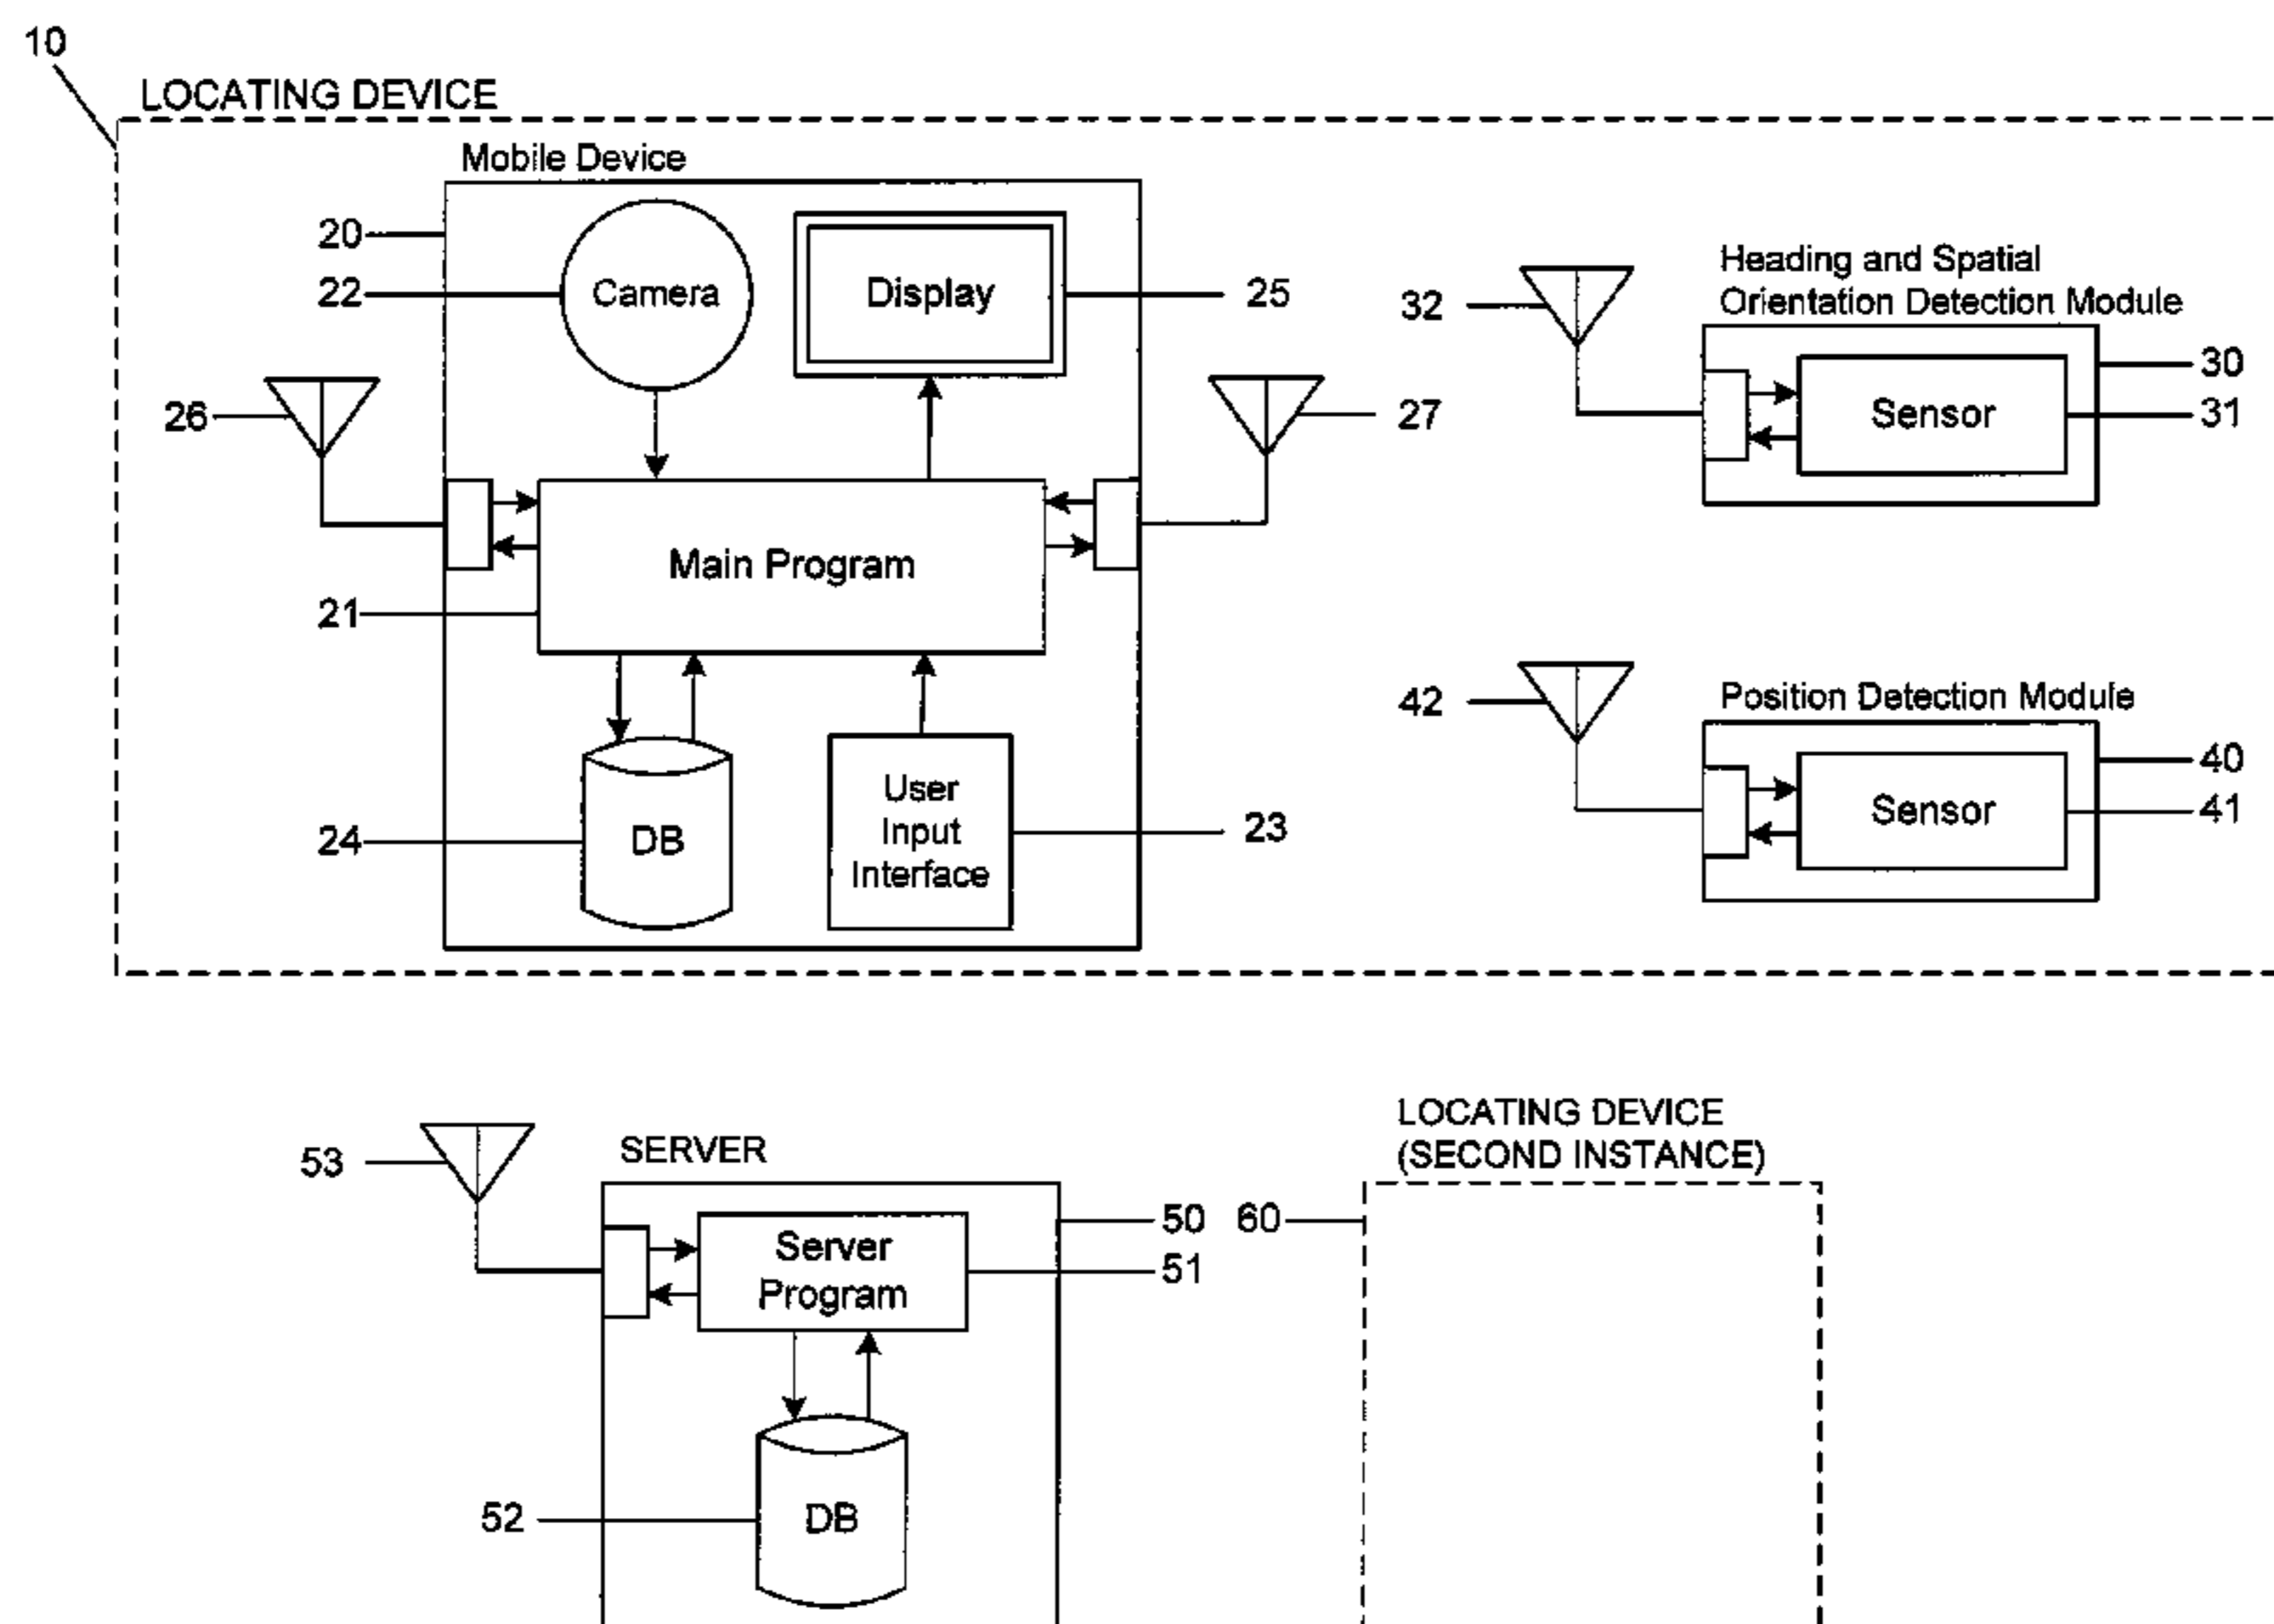 10
LOCATING DEVICE
Mobile Device
20
22
Camera
Display
25
26
27
Main Program
21
24
DB
User
Input
Interface
23
32
Heading and Spatial
Orientation Detection Module
30
Sensor
31
42
Position Detection Module
40
Sensor
41
53
SERVER
50
Server
Program
51
52
DB
LOCATING DEVICE
(SECOND INSTANCE)
60